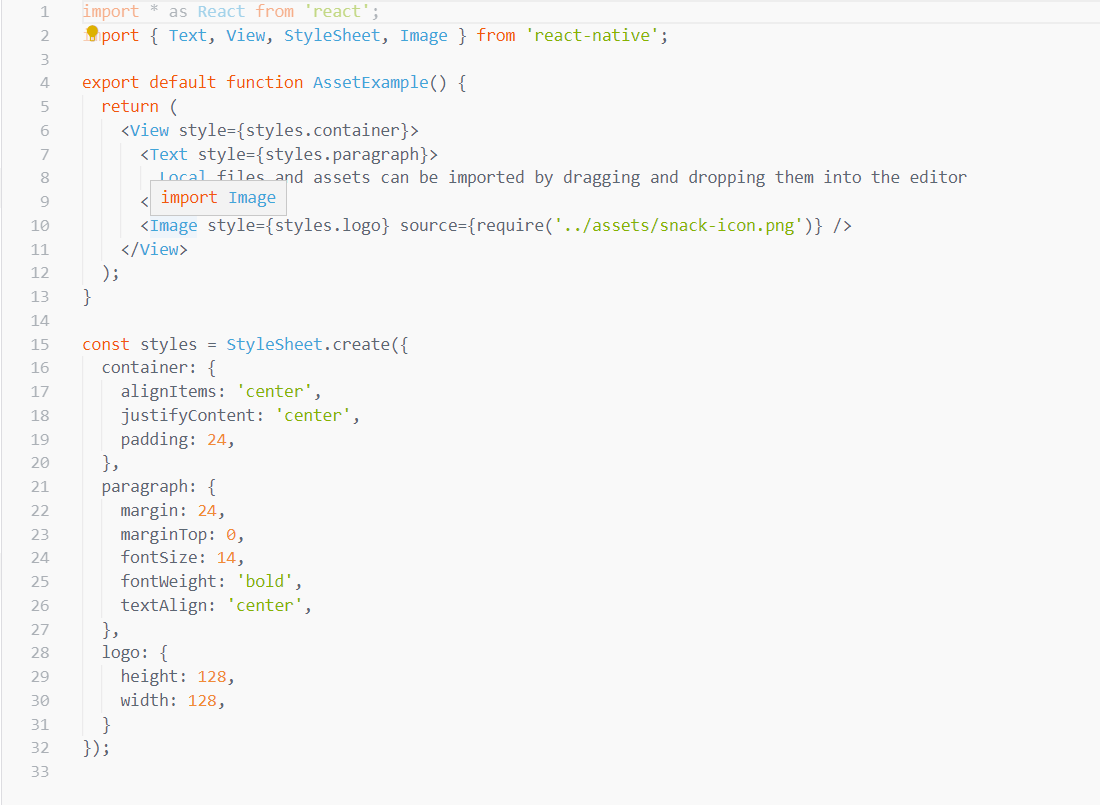 1 import * as React from 'react';
2 import { Text, View, StyleSheet, Image } from 'react-native';
3
4 export default function AssetExample() {
5   return (
6     <View style={styles.container}>
7       <Text style={styles.paragraph}>
8         Local files and assets can be imported by dragging and dropping them into the editor
9       <
import Image
10       <Image style={styles.logo} source={require('../assets/snack-icon.png')} />
11     </View>
12   );
13 }
14
15 const styles = StyleSheet.create({
16   container: {
17     alignItems: 'center',
18     justifyContent: 'center',
19     padding: 24,
20   },
21   paragraph: {
22     margin: 24,
23     marginTop: 0,
24     fontSize: 14,
25     fontWeight: 'bold',
26     textAlign: 'center',
27   },
28   logo: {
29     height: 128,
30     width: 128,
31   }
32 });
33